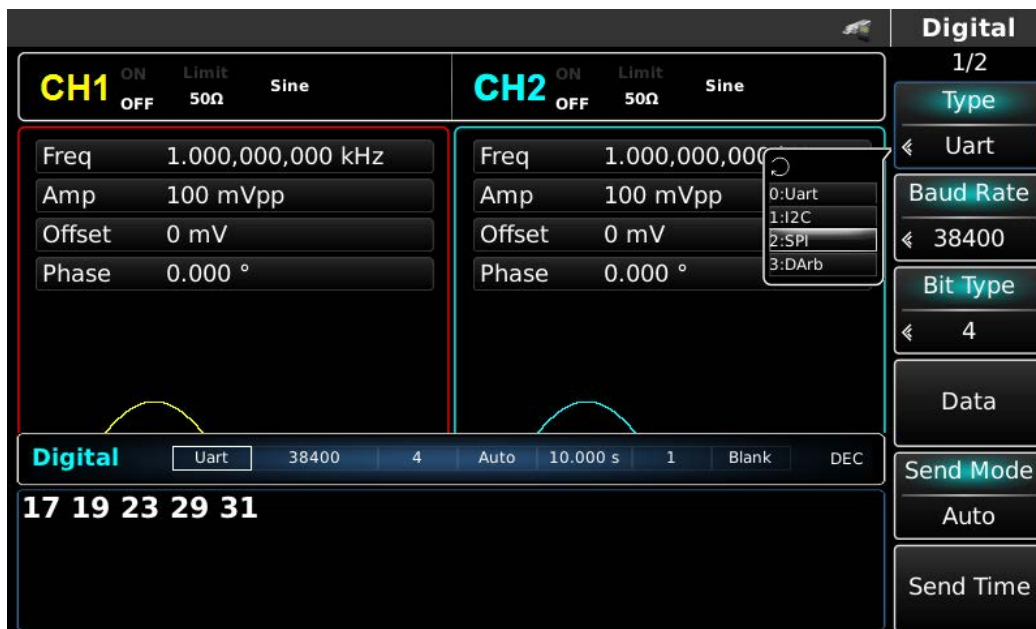 Digital
1/2
CH1 ON OFF Limit 50Ω Sine
CH2 ON OFF Limit 50Ω Sine
Type
Uart
Freq 1.000,000,000 kHz
Amp 100 mVpp
Offset 0 mV
Phase 0.000 °
Freq 1.000,000,000
Amp 100 mVpp
Offset 0 mV
Phase 0.000 °
0:Uart
1:I2C
2:SPI
3:DArb
Baud Rate
38400
Bit Type
4
Data
Send Mode
Auto
Send Time
Digital Uart 38400 4 Auto 10.000 s 1 Blank DEC
17 19 23 29 31